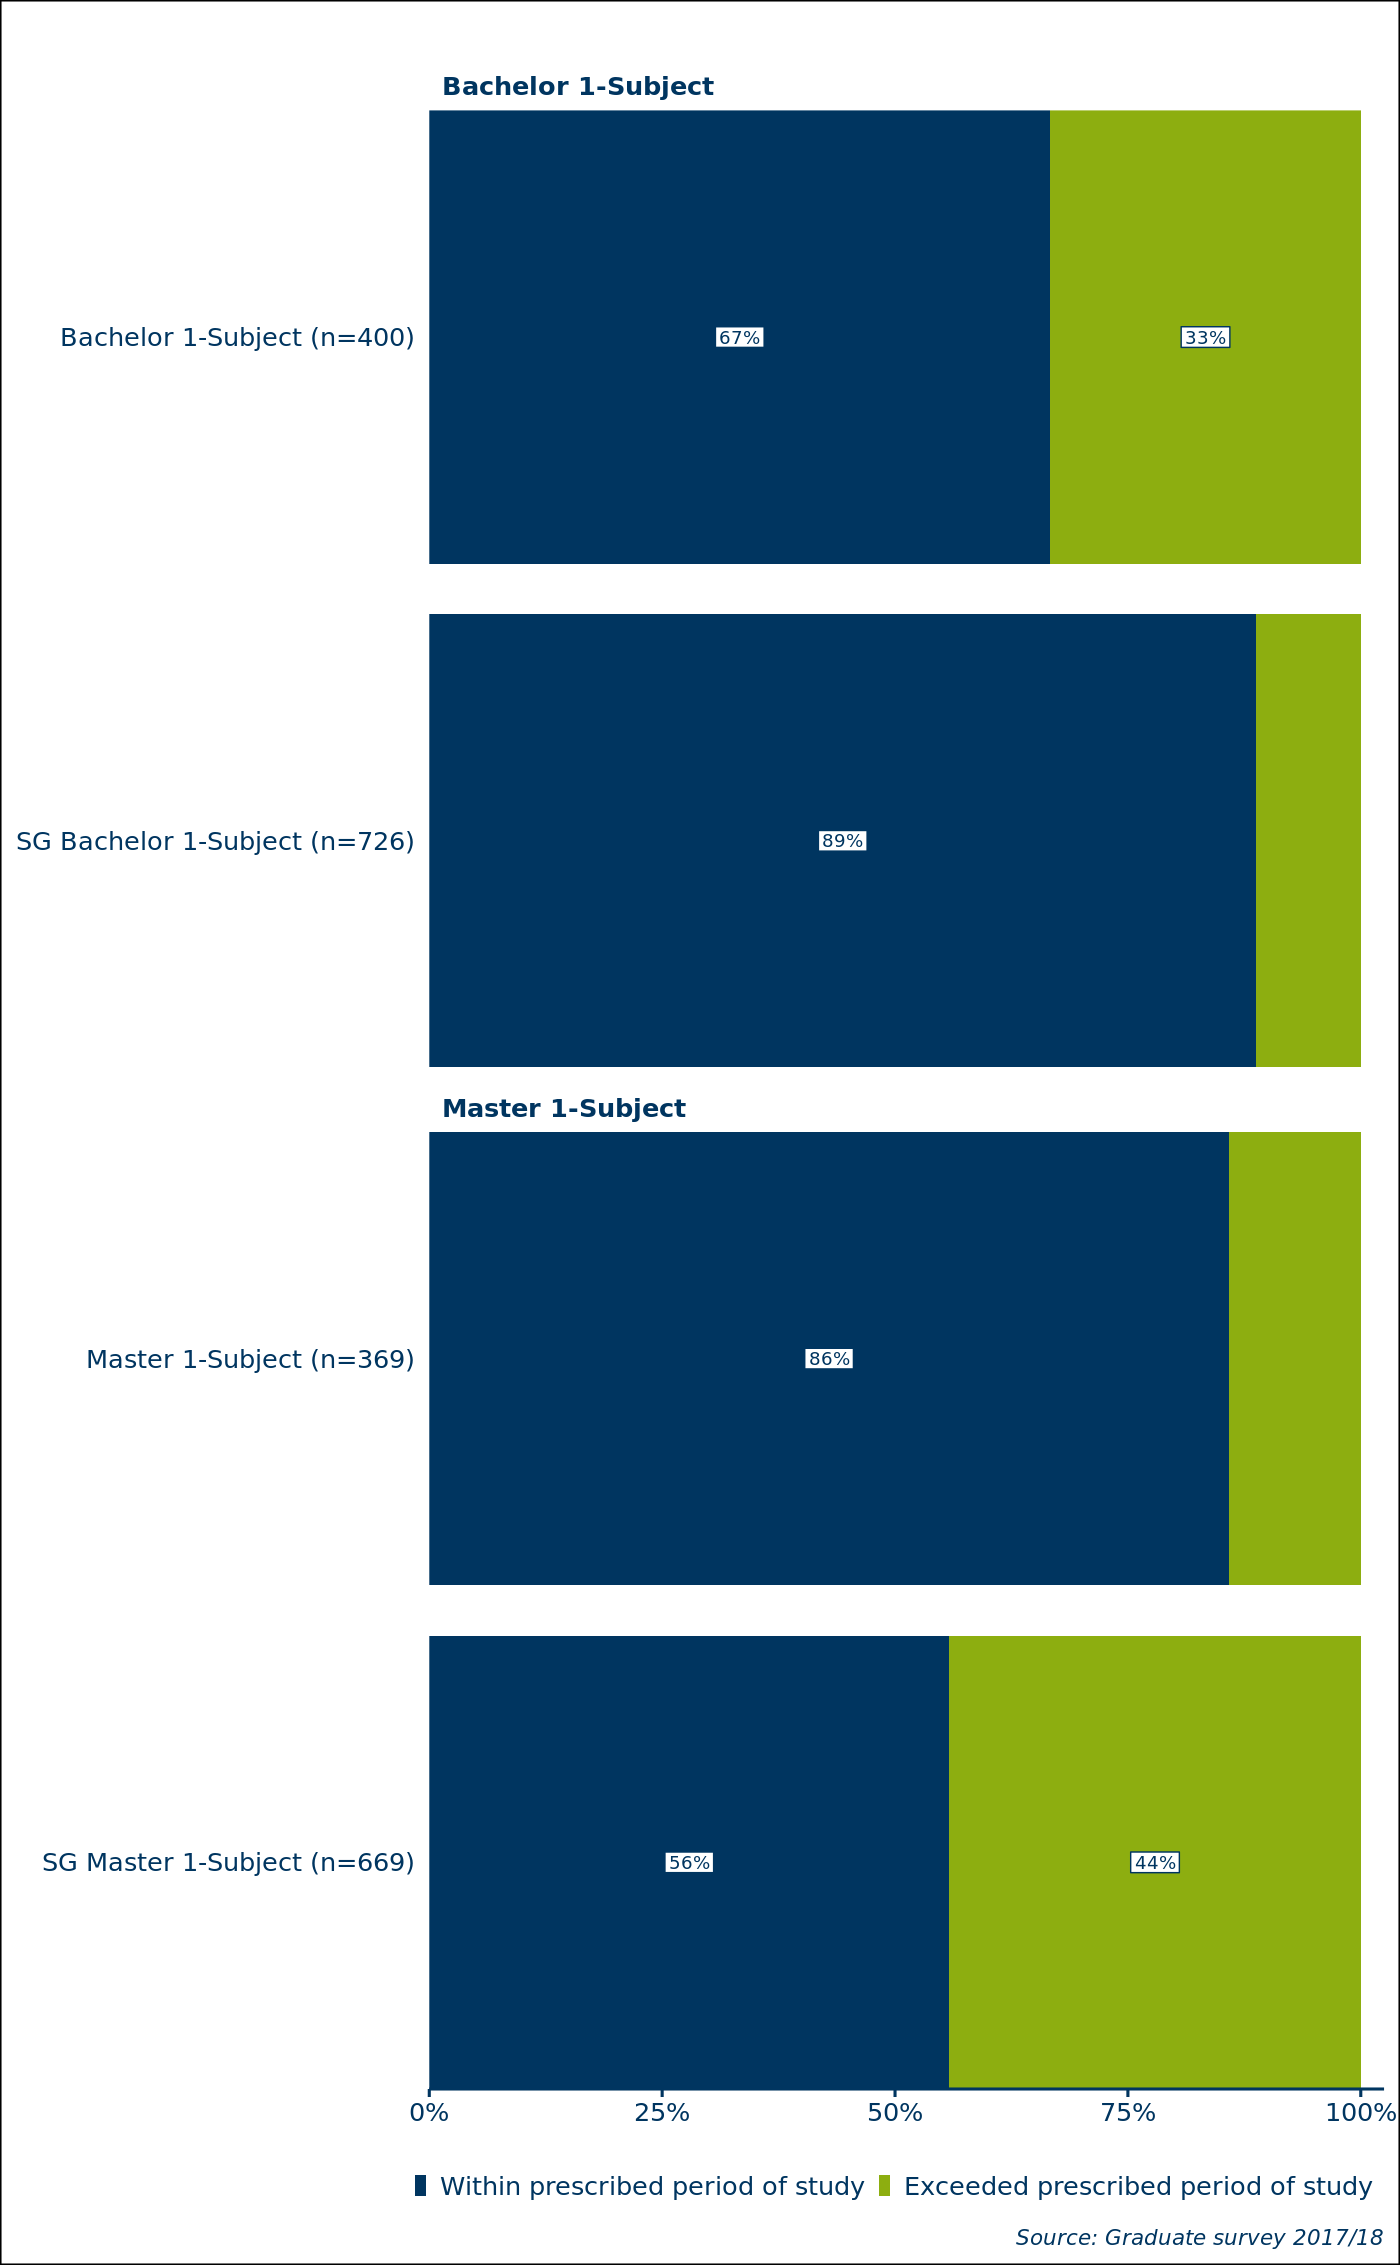 Bachelor 1-Subject
Bachelor 1-Subject (n=400)
67%
33%
SG Bachelor 1-Subject (n=726)
89%
Master 1-Subject
Master 1-Subject (n=369)
86%
SG Master 1-Subject (n=669)
56%
44%
0%
25%
50%
75%
100%
Within prescribed period of study
Exceeded prescribed period of study
Source: Graduate survey 2017/18